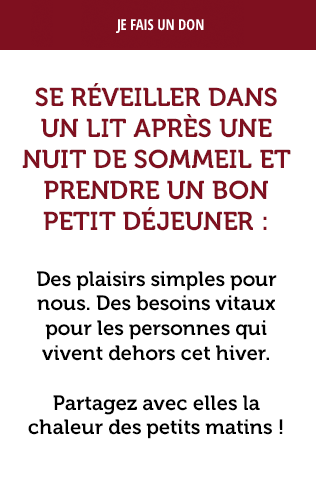 JE FAIS UN DON
SE RÉVEILLER DANS
UN LIT APRÈS UNE
NUIT DE SOMMEIL ET
PRENDRE UN BON
PETIT DÉJEUNER :
Des plaisirs simples pour
nous. Des besoins vitaux
pour les personnes qui
vivent dehors cet hiver.
Partagez avec elles la
chaleur des petits matins !